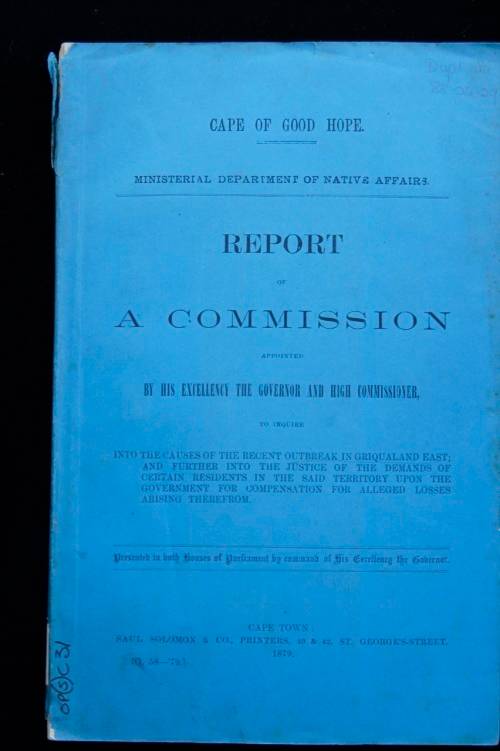 CAPE OF GOOD HOPE.
MINISTERIAL DEPARTMENT OF NATIVE AFFAIRS.
REPORT
OF
A COMMISSION
APPOINTED
BY HIS EXCELLENCY THE GOVERNOR AND HIGH COMMISSIONER,
TO INQUIRE
INTO THE CAUSES OF THE RECENT OUTBREAK IN GRIQUALAND EAST;
AND FURTHER INTO THE JUSTICE OF THE DEMANDS OF
CERTAIN RESIDENTS IN THE SAID TERRITORY UPON THE
GOVERNMENT FOR COMPENSATION FOR ALLEGED LOSSES
ARISING THEREFROM.
Presented to both Houses of Parliament by command of His Excellency the Governor.
CAPE TOWN:
SAUL SOLOMON & CO., PRINTERS, 49 & 42, ST. GEORGE'S-STREET.
1879.
[G. 58—'79.]
OP(S)C 31